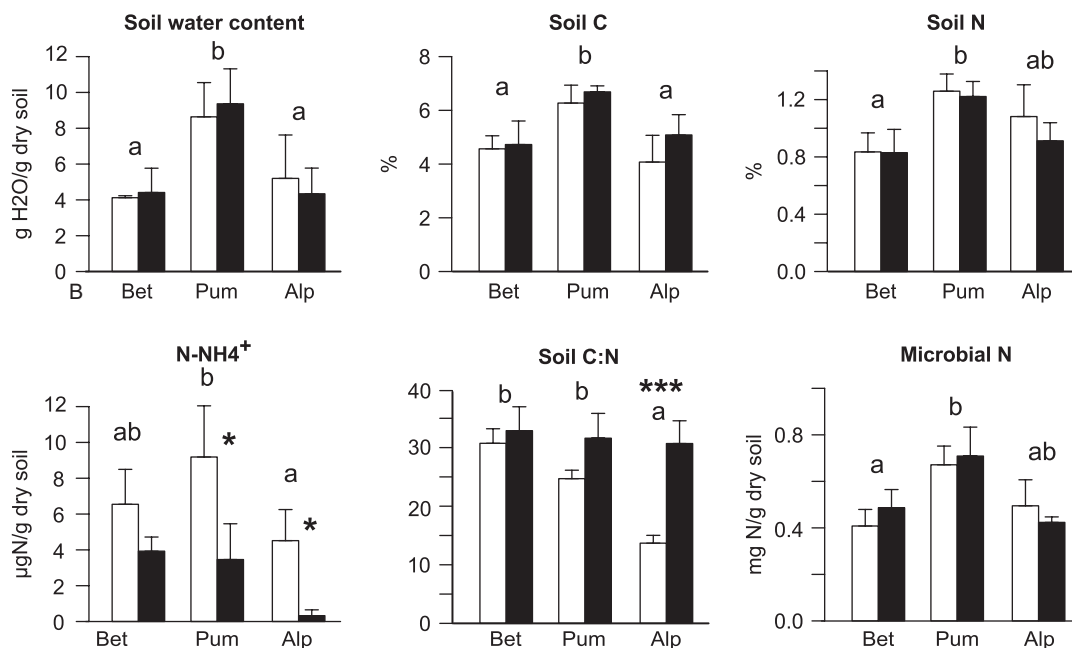 Soil water content
12
10
8
6
4
2
0
g H2O/g dry soil
a
b
a
B
Bet
Pum
Alp
Soil C
8
6
4
2
0
%
a
b
a
Bet
Pum
Alp
Soil N
1.2
0.8
0.4
0.0
%
a
b
ab
Bet
Pum
Alp
N-NH4+
12
10
8
6
4
2
0
µgN/g dry soil
ab
b
*
a
*
Bet
Pum
Alp
Soil C:N
40
30
20
10
0
b
b
***
a
Bet
Pum
Alp
Microbial N
0.8
0.4
0.0
mg N/g dry soil
a
b
ab
Bet
Pum
Alp